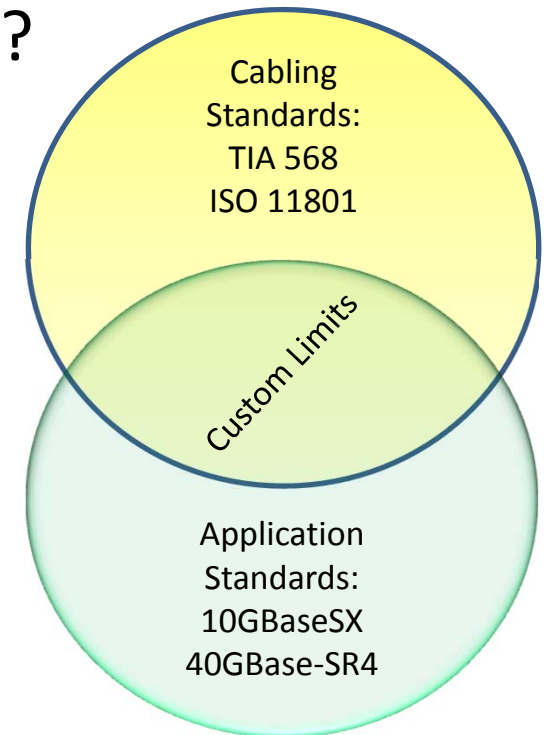 ?
Cabling
Standards:
TIA 568
ISO 11801
Custom Limits
Application
Standards:
10GBaseSX
40GBase-SR4